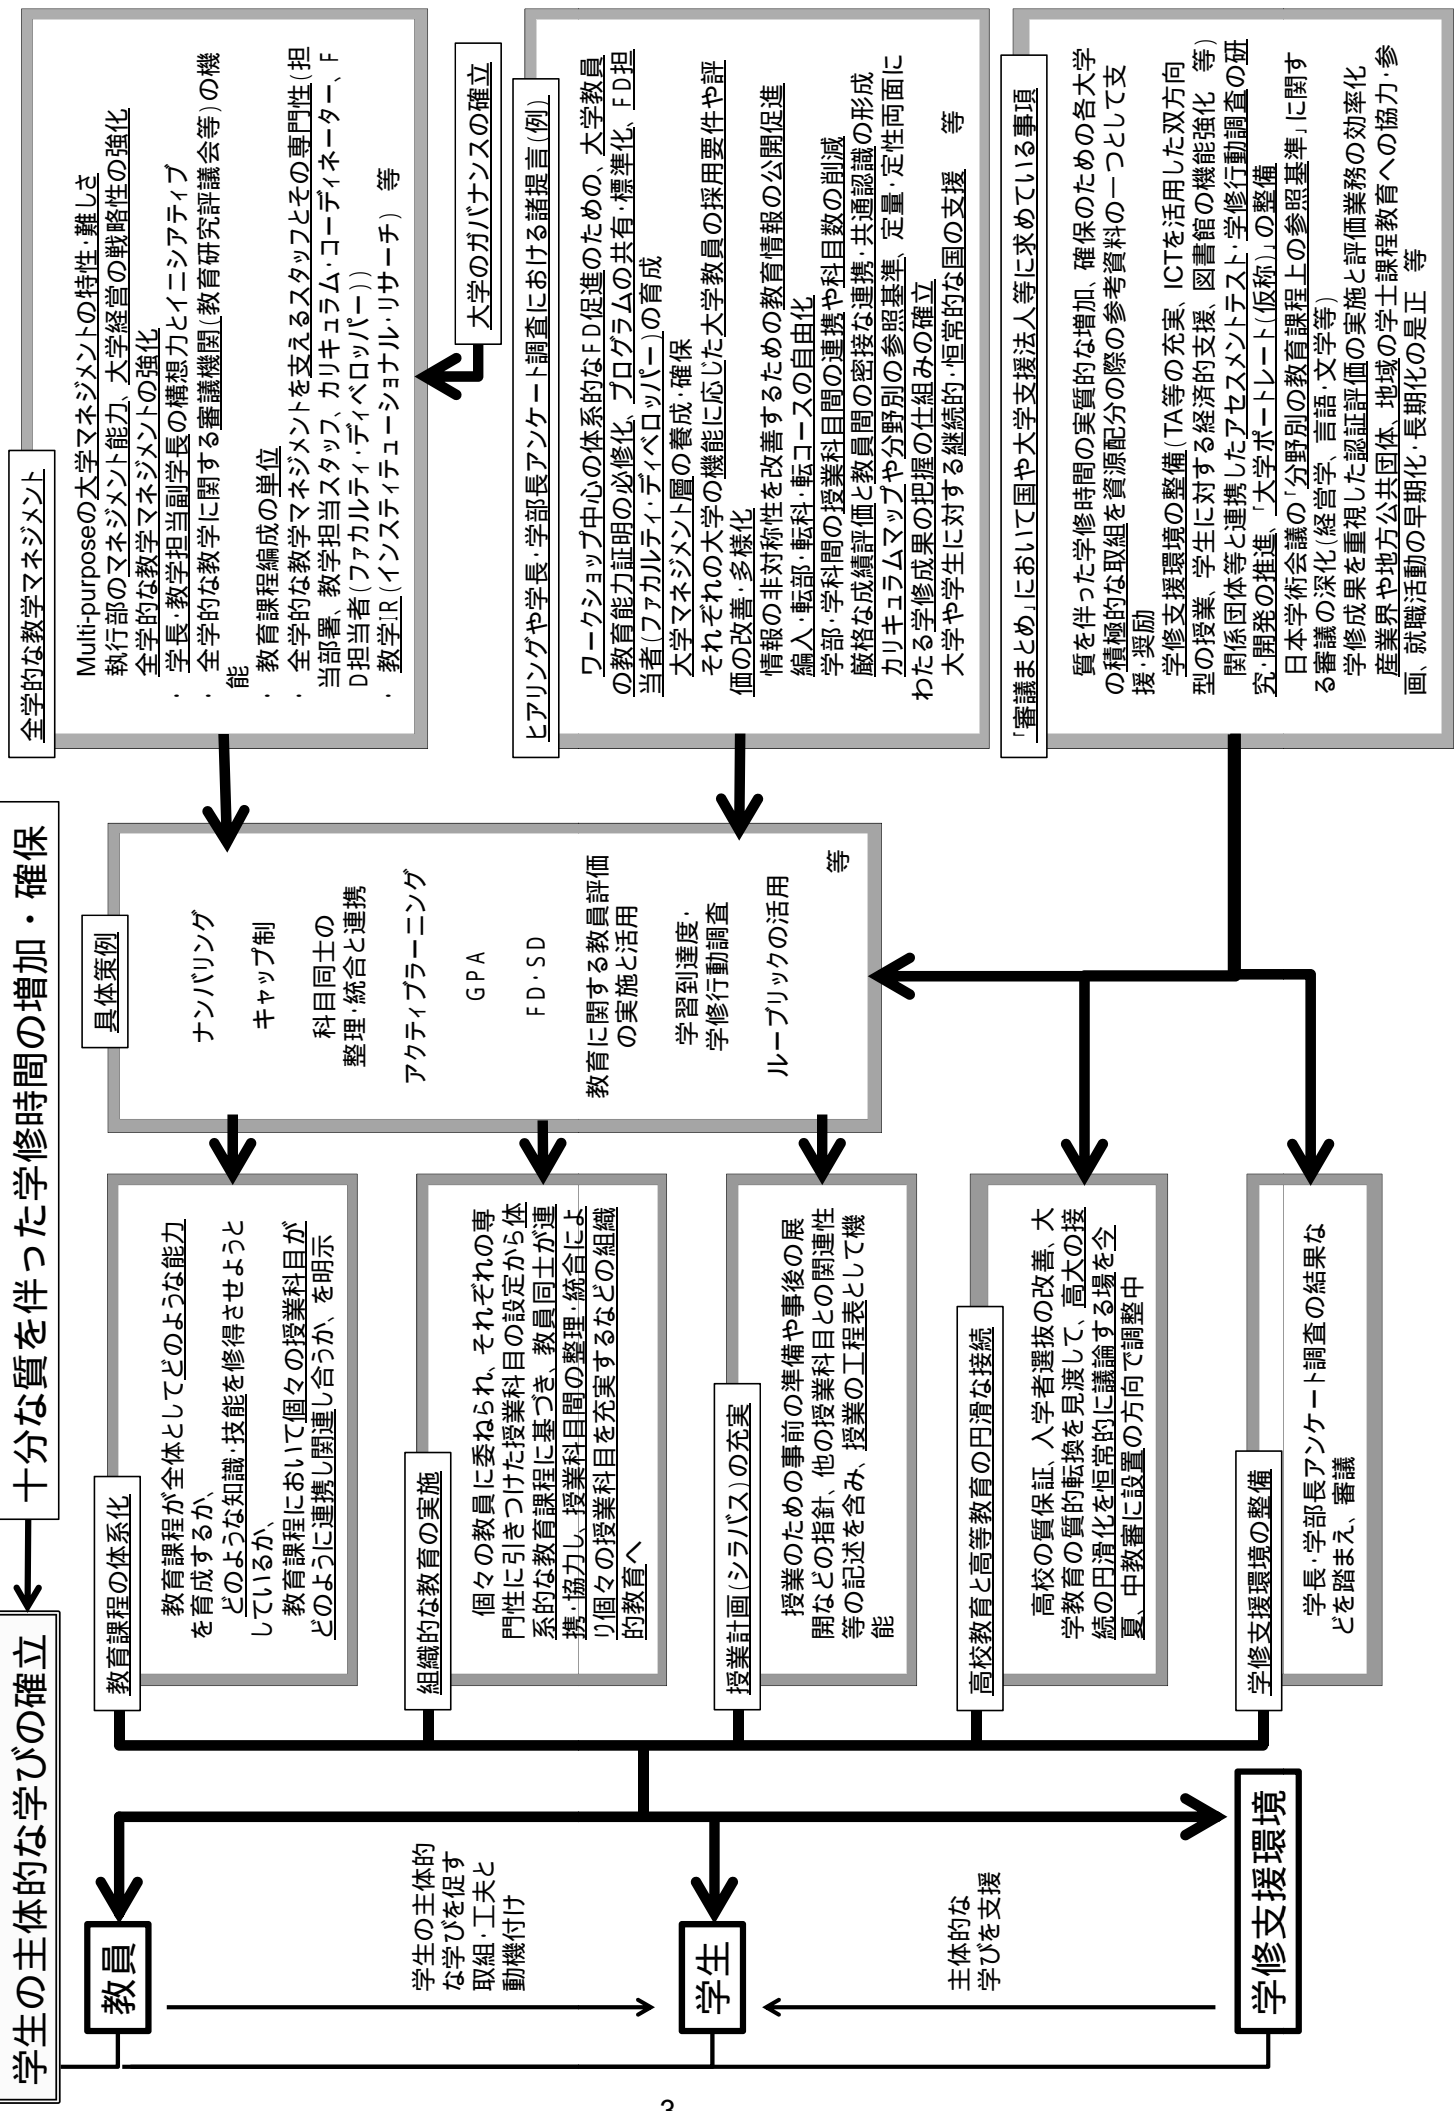 学生の主体的な学びの確立
十分な質を伴った学修時間の増加・確保
教員
学生の主体的
な学びを促す
取組・工夫と
動機付け
学生
主体的な
学びを支援
学修支援環境
教育課程の体系化
教育課程が全体としてどのような能力
を育成するか、
どのような知識・技能を修得させようと
しているか、
教育課程において個々の授業科目が
どのように連携し関連し合うか、を明示
組織的な教育の実施
個々の教員に委ねられ、それぞれの専
門性に引きつけた授業科目の設定から体
系的な教育課程に基づき、教員同士が連
携・協力し、授業科目間の整理・統合によ
り個々の授業科目を充実するなどの組織
的教育へ
授業計画(シラバス)の充実
授業のための事前の準備や事後の展
開などの指針、他の授業科目との関連性
等の記述を含み、授業の工程表として機
能
高校教育と高等教育の円滑な接続
高校の質保証、入学者選抜の改善、大
学教育の質的転換を見渡して、高大の接
続の円滑化を恒常的に議論する場を今
夏、中教審に設置の方向で調整中
学修支援環境の整備
学長・学部長アンケート調査の結果な
どを踏まえ、審議
具体策例
ナンバリング
キャップ制
科目同士の
整理・統合と連携
アクティブラーニング
GPA
FD・SD
教育に関する教員評価
の実施と活用
学習到達度・
学修行動調査
ルーブリックの活用
等
全学的な教学マネジメント
Multi-purposeの大学マネジメントの特性・難しさ
執行部のマネジメント能力、大学経営の戦略性の強化
全学的な教学マネジメントの強化
・ 学長・教学担当副学長の構想力とイニシアティブ
・ 全学的な教学に関する審議機関(教育研究評議会等)の機
能
・ 教育課程編成の単位
・ 全学的な教学マネジメントを支えるスタッフとその専門性(担
当部署、教学担当スタッフ、カリキュラム・コーディネーター、F
D担当者(ファカルティ・ディベロッパー))
・ 教学IR(インスティテューショナル・リサーチ) 等
大学のガバナンスの確立
ヒアリングや学長・学部長アンケート調査における諸提言(例)
ワークショップ中心の体系的なFD促進のための、大学教員
の教育能力証明の必修化、プログラムの共有・標準化、FD担
当者(ファカルティ・ディベロッパー)の育成
大学マネジメント層の養成・確保
それぞれの大学の機能に応じた大学教員の採用要件や評
価の改善・多様化
情報の非対称性を改善するための教育情報の公開促進
編入・転部・転科・転コースの自由化
学部・学科間の授業科目間の連携や科目数の削減
厳格な成績評価と教員間の密接な連携・共通認識の形成
カリキュラムマップや分野別の参照基準、定量・定性両面に
わたる学修成果の把握の仕組みの確立
大学や学生に対する継続的・恒常的な国の支援 等
「審議まとめ」において国や大学支援法人等に求めている事項
質を伴った学修時間の実質的な増加、確保のための各大学
の積極的な取組を資源配分の際の参考資料の一つとして支
援・奨励
学修支援環境の整備(TA等の充実、ICTを活用した双方向
型の授業、学生に対する経済的支援、図書館の機能強化 等)
関係団体等と連携したアセスメントテスト・学修行動調査の研
究・開発の推進、「大学ポートレート(仮称)」の整備
日本学術会議の「分野別の教育課程上の参照基準」に関す
る審議の深化(経営学、言語・文学等)
学修成果を重視した認証評価の実施と評価業務の効率化
産業界や地方公共団体、地域の学士課程教育への協力・参
画、就職活動の早期化・長期化の是正 等
3